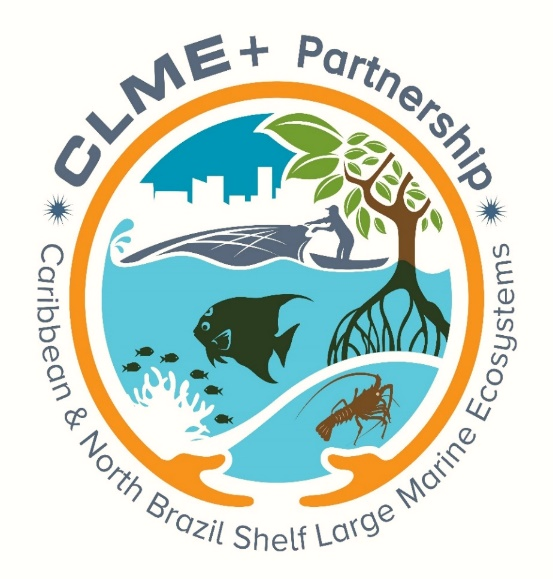 CLME+ Partnership
Caribbean & North Brazil Shelf Large Marine Ecosystems